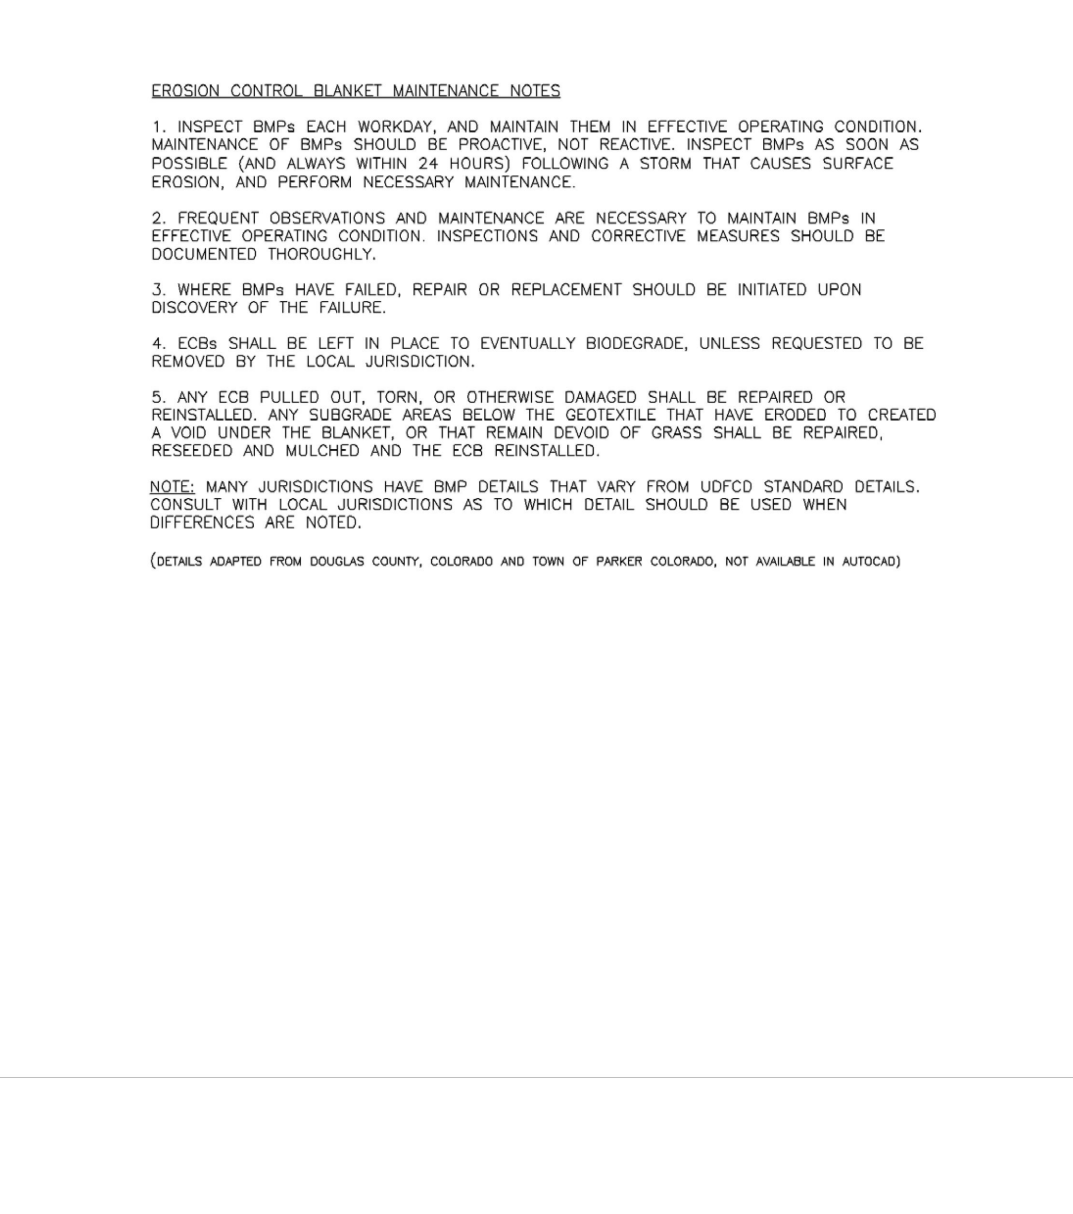 EROSION CONTROL BLANKET MAINTENANCE NOTES
1. INSPECT BMPs EACH WORKDAY, AND MAINTAIN THEM IN EFFECTIVE OPERATING CONDITION.
MAINTENANCE OF BMPs SHOULD BE PROACTIVE, NOT REACTIVE. INSPECT BMPs AS SOON AS
POSSIBLE (AND ALWAYS WITHIN 24 HOURS) FOLLOWING A STORM THAT CAUSES SURFACE
EROSION, AND PERFORM NECESSARY MAINTENANCE.
2. FREQUENT OBSERVATIONS AND MAINTENANCE ARE NECESSARY TO MAINTAIN BMPs IN
EFFECTIVE OPERATING CONDITION. INSPECTIONS AND CORRECTIVE MEASURES SHOULD BE
DOCUMENTED THOROUGHLY.
3. WHERE BMPs HAVE FAILED, REPAIR OR REPLACEMENT SHOULD BE INITIATED UPON
DISCOVERY OF THE FAILURE.
4. ECBs SHALL BE LEFT IN PLACE TO EVENTUALLY BIODEGRADE, UNLESS REQUESTED TO BE
REMOVED BY THE LOCAL JURISDICTION.
5. ANY ECB PULLED OUT, TORN, OR OTHERWISE DAMAGED SHALL BE REPAIRED OR
REINSTALLED. ANY SUBGRADE AREAS BELOW THE GEOTEXTILE THAT HAVE ERODED TO CREATED
A VOID UNDER THE BLANKET, OR THAT REMAIN DEVOID OF GRASS SHALL BE REPAIRED,
RESEEDED AND MULCHED AND THE ECB REINSTALLED.
NOTE: MANY JURISDICTIONS HAVE BMP DETAILS THAT VARY FROM UDFCD STANDARD DETAILS.
CONSULT WITH LOCAL JURISDICTIONS AS TO WHICH DETAIL SHOULD BE USED WHEN
DIFFERENCES ARE NOTED.
(DETAILS ADAPTED FROM DOUGLAS COUNTY, COLORADO AND TOWN OF PARKER COLORADO, NOT AVAILABLE IN AUTOCAD)